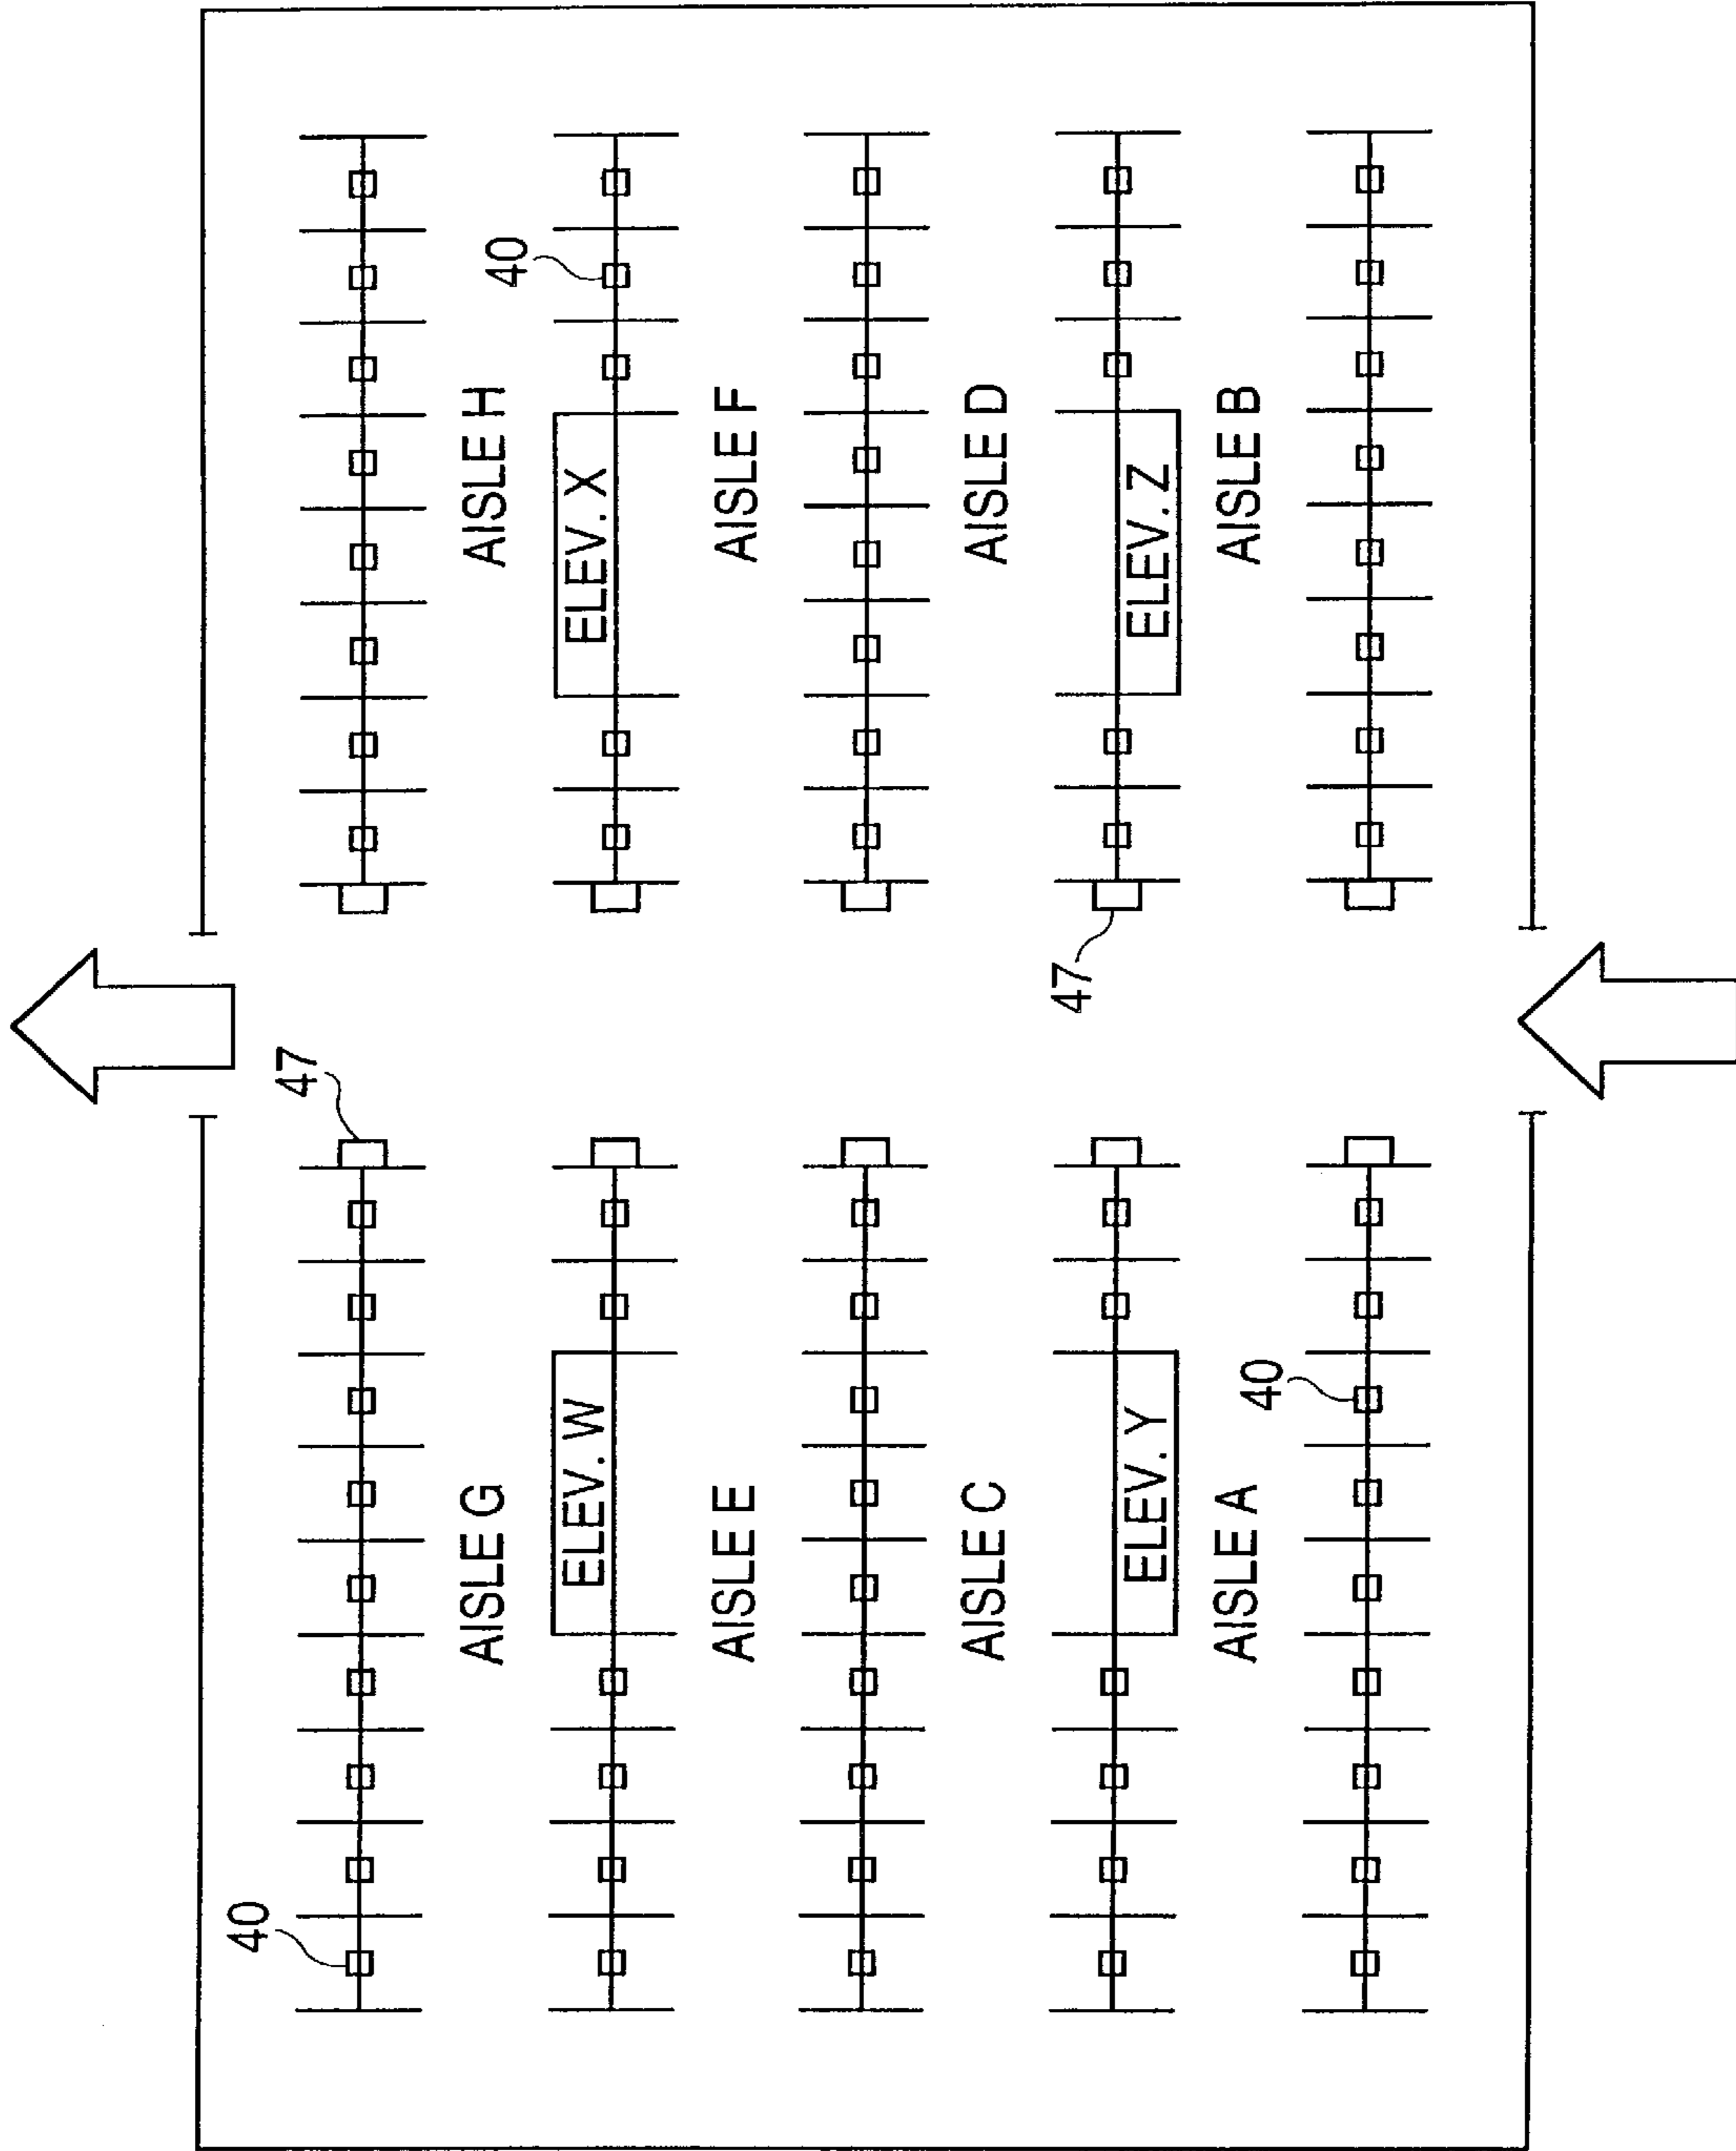 40
47
AISLE G
AISLE H
40
ELEV. W
ELEV. X
AISLE E
AISLE F
AISLE C
AISLE D
47
ELEV. Y
ELEV. Z
AISLE A
AISLE B
40